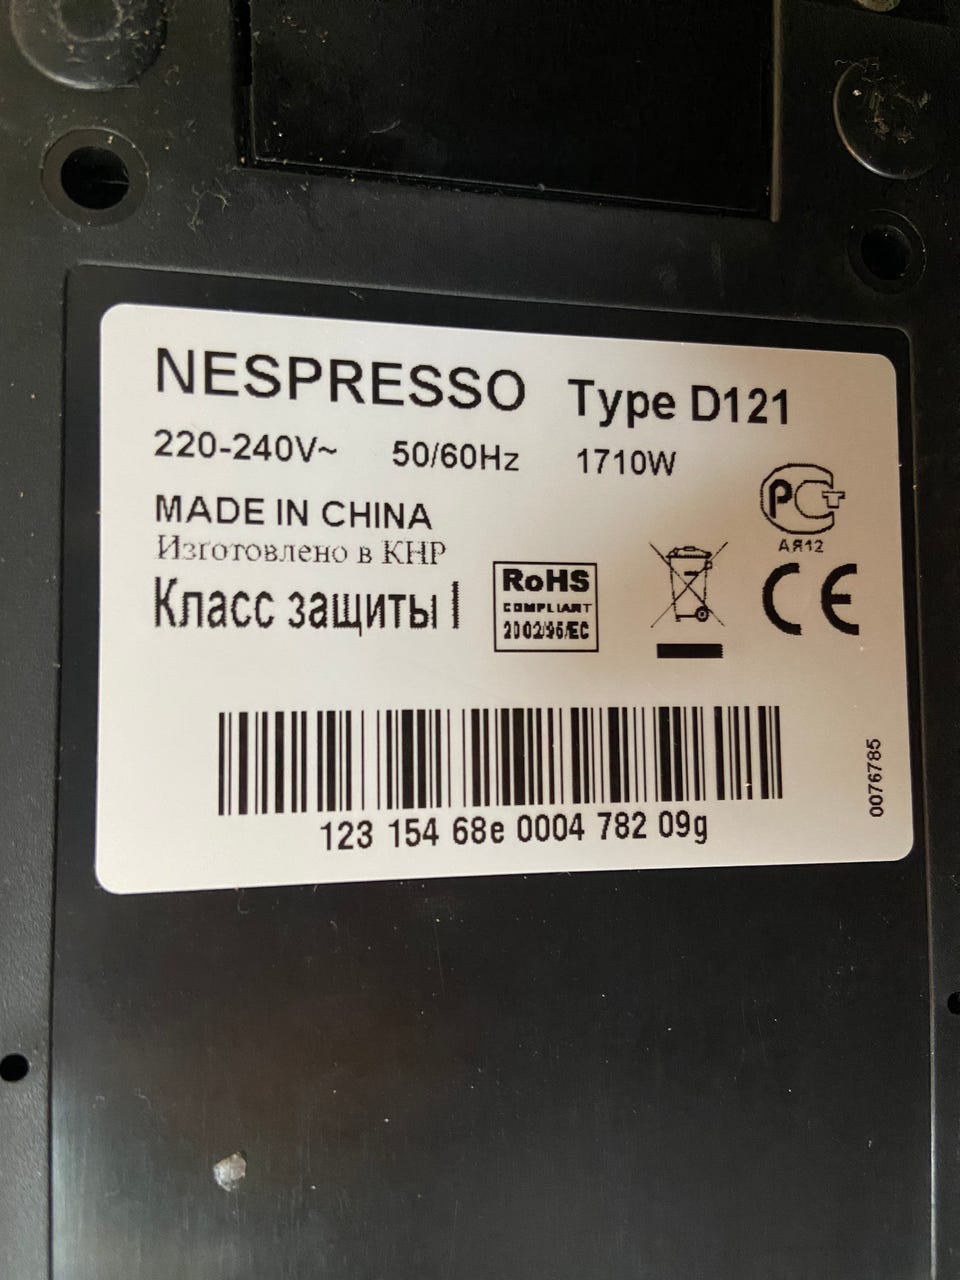 NESPRESSO Type D121
220-240V~ 50/60Hz 1710W
MADE IN CHINA
Изготовлено в КНР
Класс защиты I
RoHS
COMPLIANT
2002/95/EC
РСТ
АЯ12
CE
123 154 68e 0004 782 09g
0076785